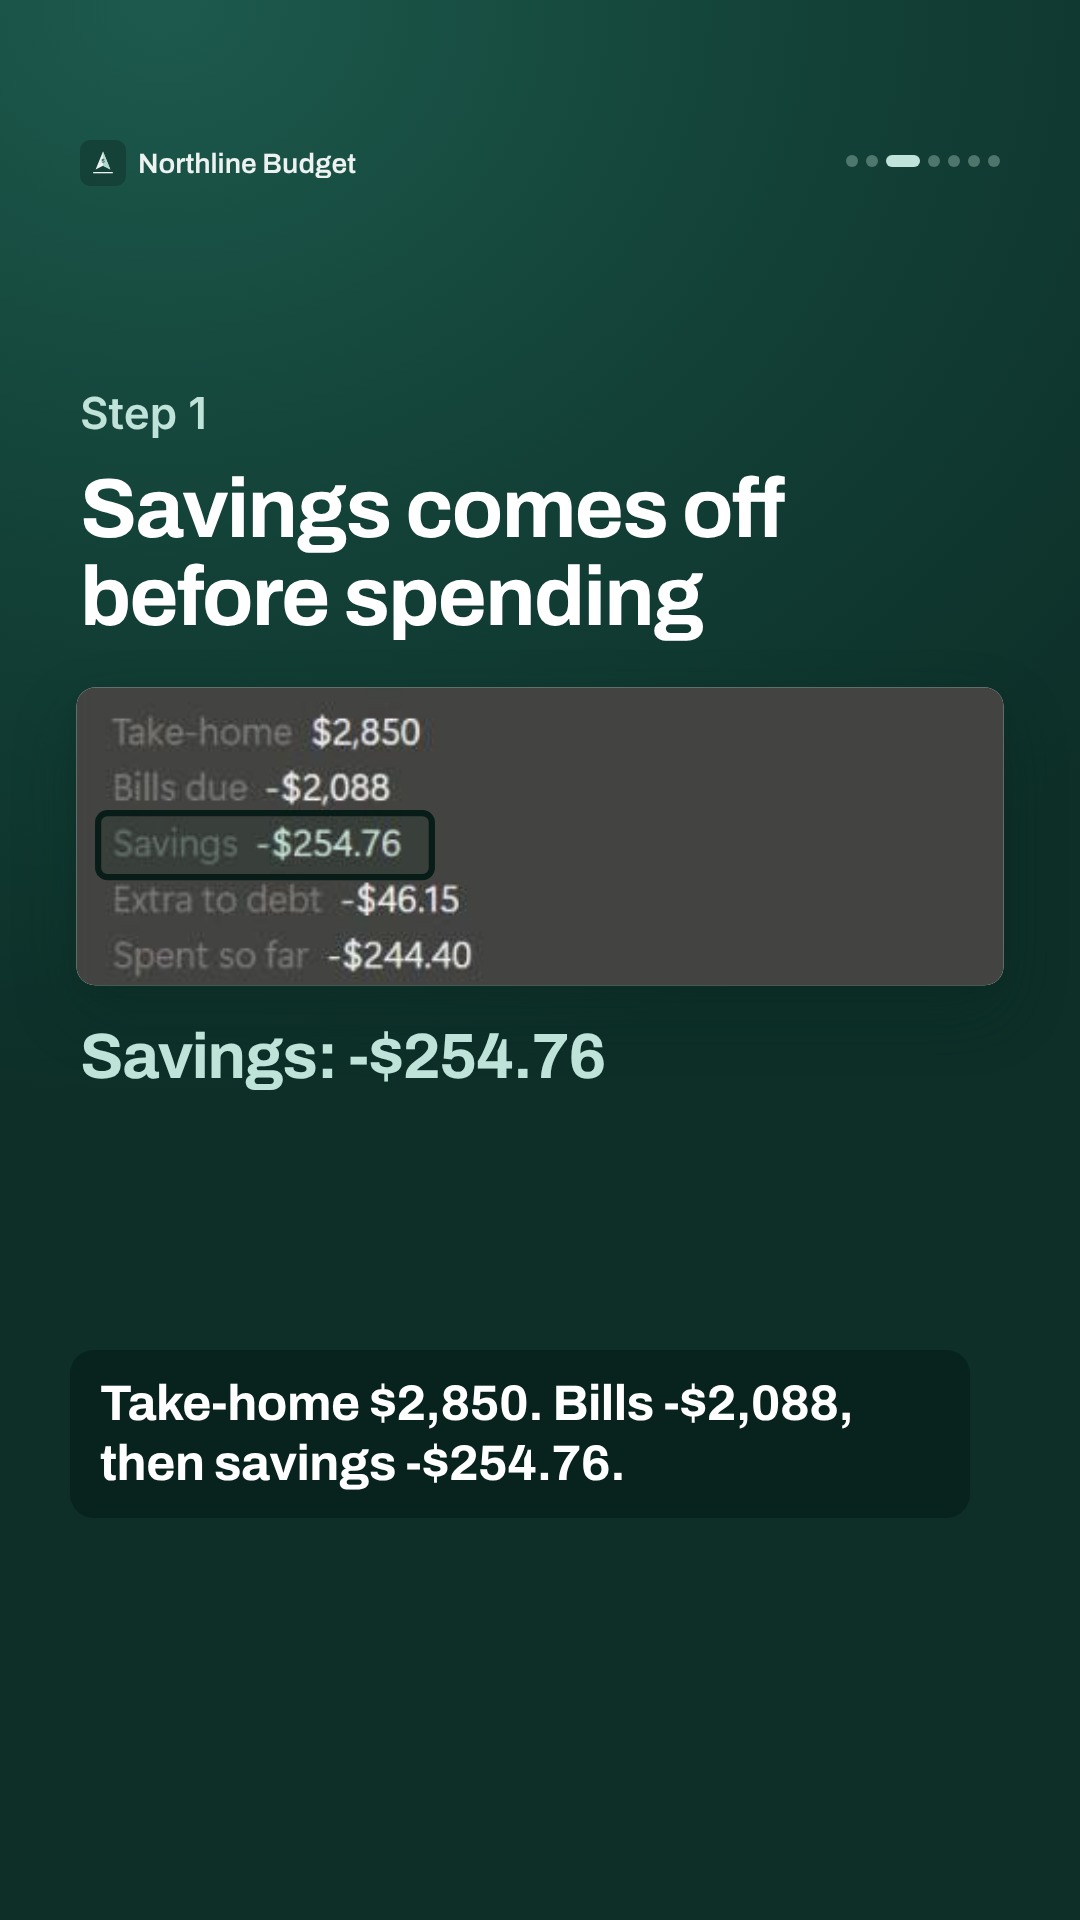 Northline Budget
Step 1
Savings comes off
before spending
Take-home $2,850
Bills due -$2,088
Savings -$254.76
Extra to debt -$46.15
Spent so far -$244.40
Savings: -$254.76
Take-home $2,850. Bills -$2,088,
then savings -$254.76.